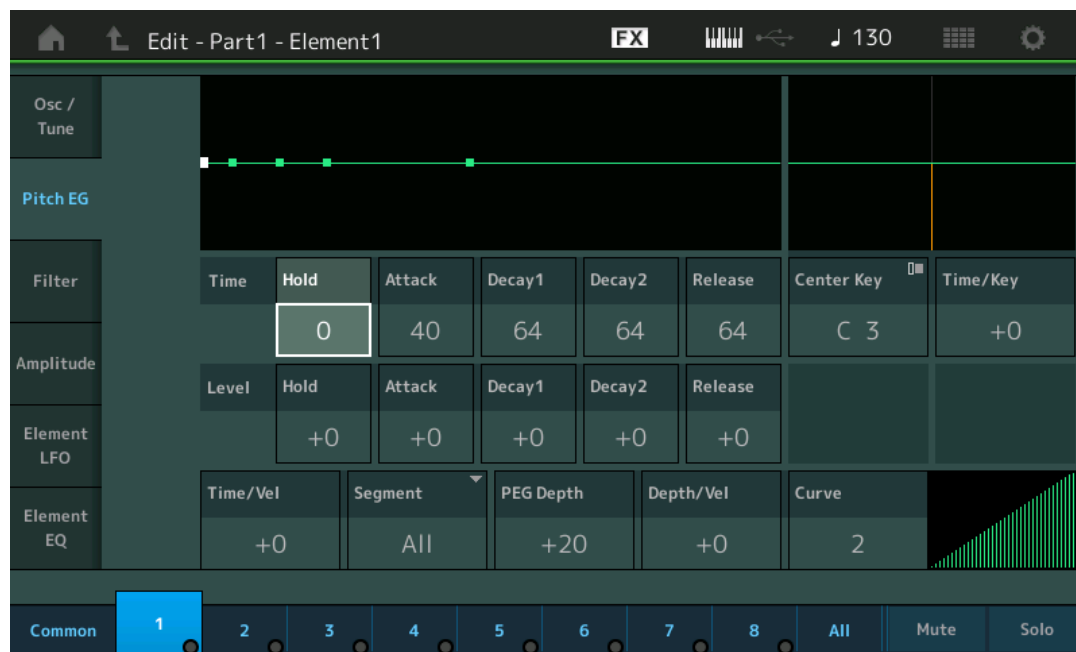 Edit - Part1 - Element1 FX ♩ 130
Osc /
Tune
Pitch EG
Filter
Amplitude
Element
LFO
Element
EQ
Time Hold Attack Decay1 Decay2 Release Center Key Time/Key
0 40 64 64 64 C 3 +0
Level Hold Attack Decay1 Decay2 Release
+0 +0 +0 +0 +0
Time/Vel Segment PEG Depth Depth/Vel Curve
+0 All +20 +0 2
Common 1 2 3 4 5 6 7 8 All Mute Solo